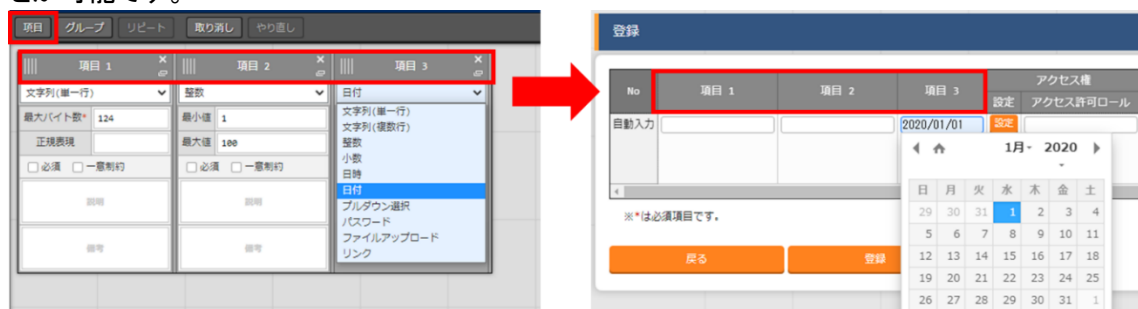 項目 グループ リピート 取り消し やり直し
項目 1 項目 2 項目 3
文字列(単一行) 整数 日付
最大バイト数* 124 最小値 1
正規表現 最大値 100
必須 一意制約 必須 一意制約
説明 説明
備考 備考
文字列(単一行)
文字列(複数行)
整数
小数
日時
日付
プルダウン選択
パスワード
ファイルアップロード
リンク
登録
No 項目 1 項目 2 項目 3 アクセス権
設定 アクセス許可ロール
自動入力 2020/01/01 設定
1月 2020
日 月 火 水 木 金 土
29 30 31 1 2 3 4
5 6 7 8 9 10 11
12 13 14 15 16 17 18
19 20 21 22 23 24 25
26 27 28 29 30 31 1
※*は必須項目です。
戻る 登録